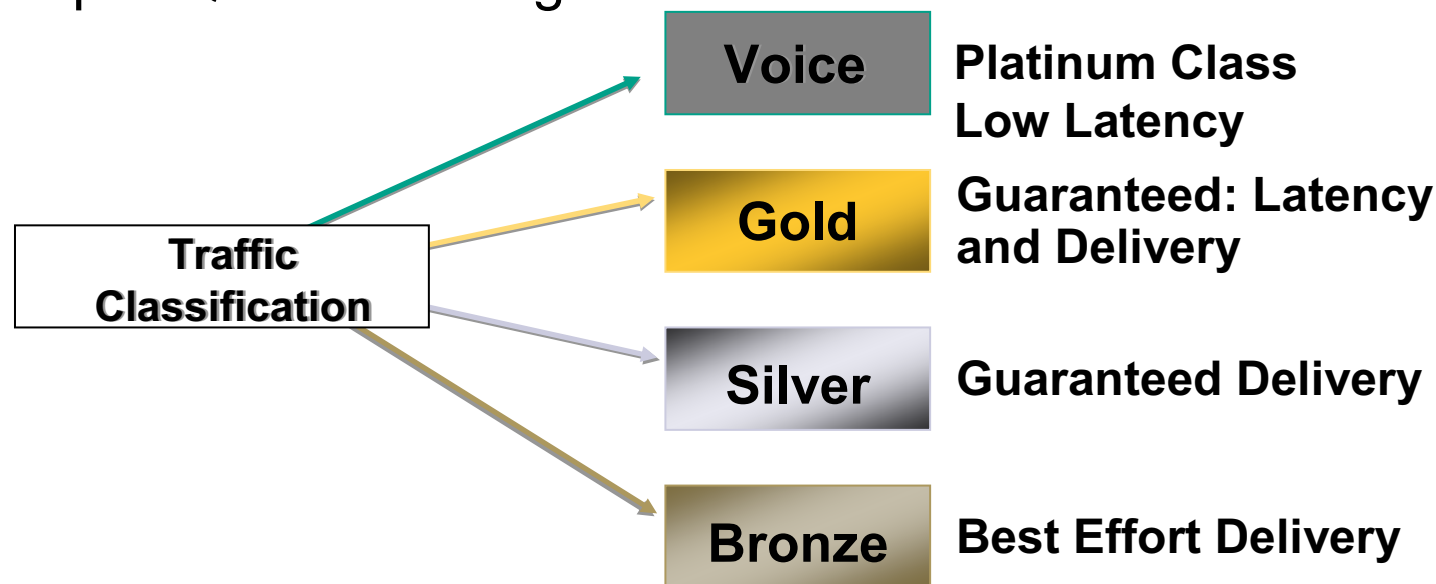 Voice
Platinum Class
Low Latency
Gold
Guaranteed: Latency
and Delivery
Traffic
Classification
Silver
Guaranteed Delivery
Bronze
Best Effort Delivery